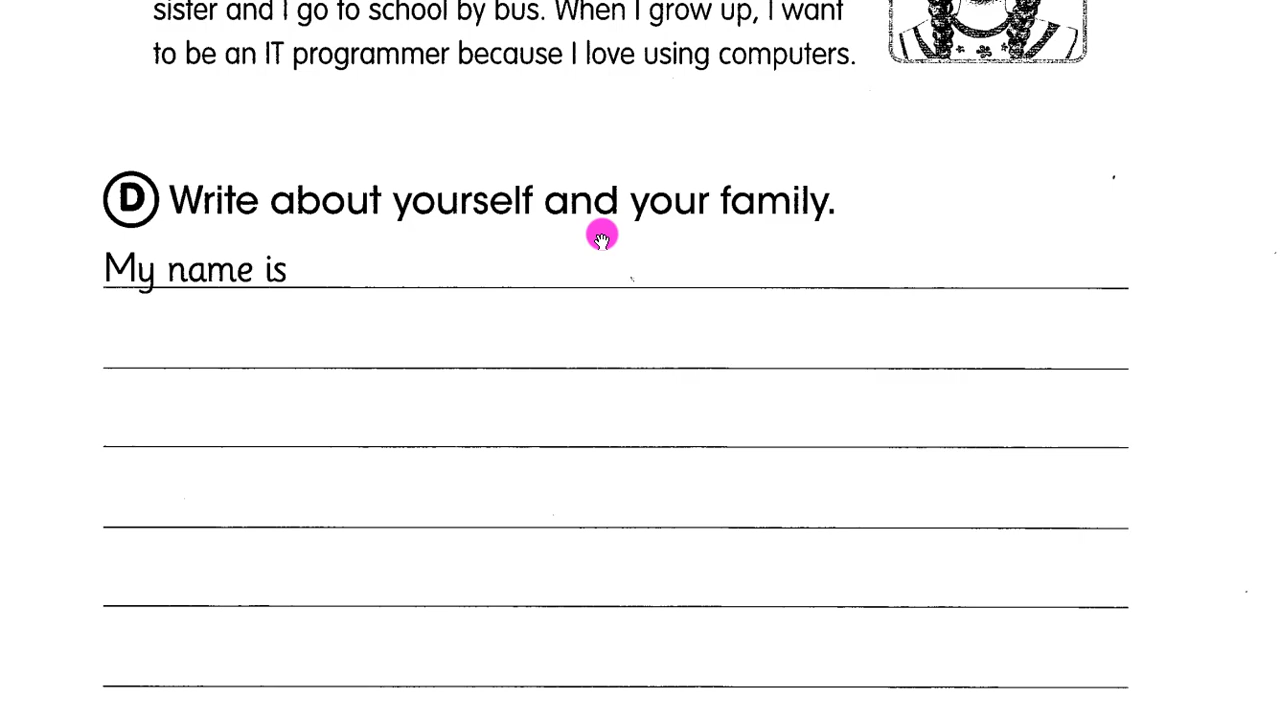 sister and I go to school by bus. When I grow up, I want
to be an IT programmer because I love using computers.
D Write about yourself and your family.
My name is